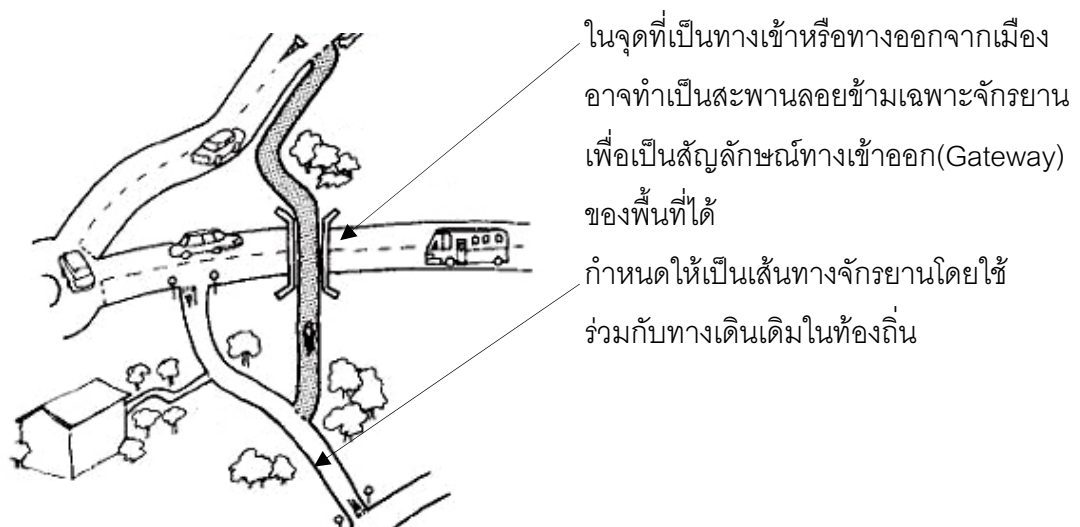 ในจุดที่เป็นทางเข้าหรือทางออกจากเมือง
อาจทำเป็นสะพานลอยข้ามเฉพาะจักรยาน
เพื่อเป็นสัญลักษณ์ทางเข้าออก(Gateway)
ของพื้นที่ได้
กำหนดให้เป็นเส้นทางจักรยานโดยใช้
ร่วมกับทางเดินเดิมในท้องถิ่น